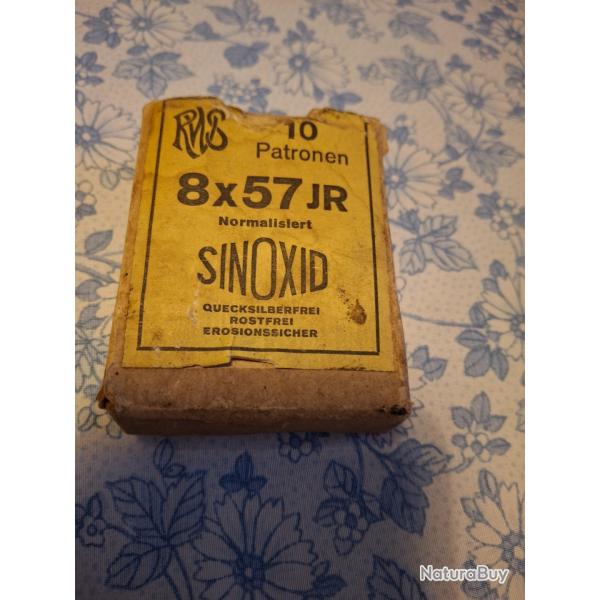 RWS
10
Patronen
8x57 JR
Normalisiert
SINOXID
QUECKSILBERFREI
ROSTFREI
EROSIONSSICHER
NaturaBuy